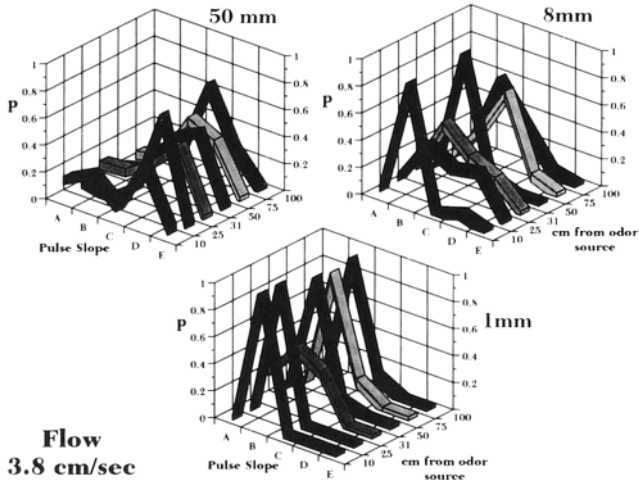 50 mm
P
1
0.8
0.6
0.4
0.2
0
1
0.8
0.6
0.4
0.2
A
B
C
D
E
10
25
31
50
75
100
Pulse Slope
8mm
P
1
0.8
0.6
0.4
0.2
0
1
0.8
0.6
0.4
0.2
A
B
C
D
E
10
25
31
50
75
100
cm from odor
source
1mm
P
1
0.8
0.6
0.4
0.2
0
1
0.8
0.6
0.4
0.2
A
B
C
D
E
10
25
31
50
75
100
Pulse Slope
cm from odor
source
Flow
3.8 cm/sec